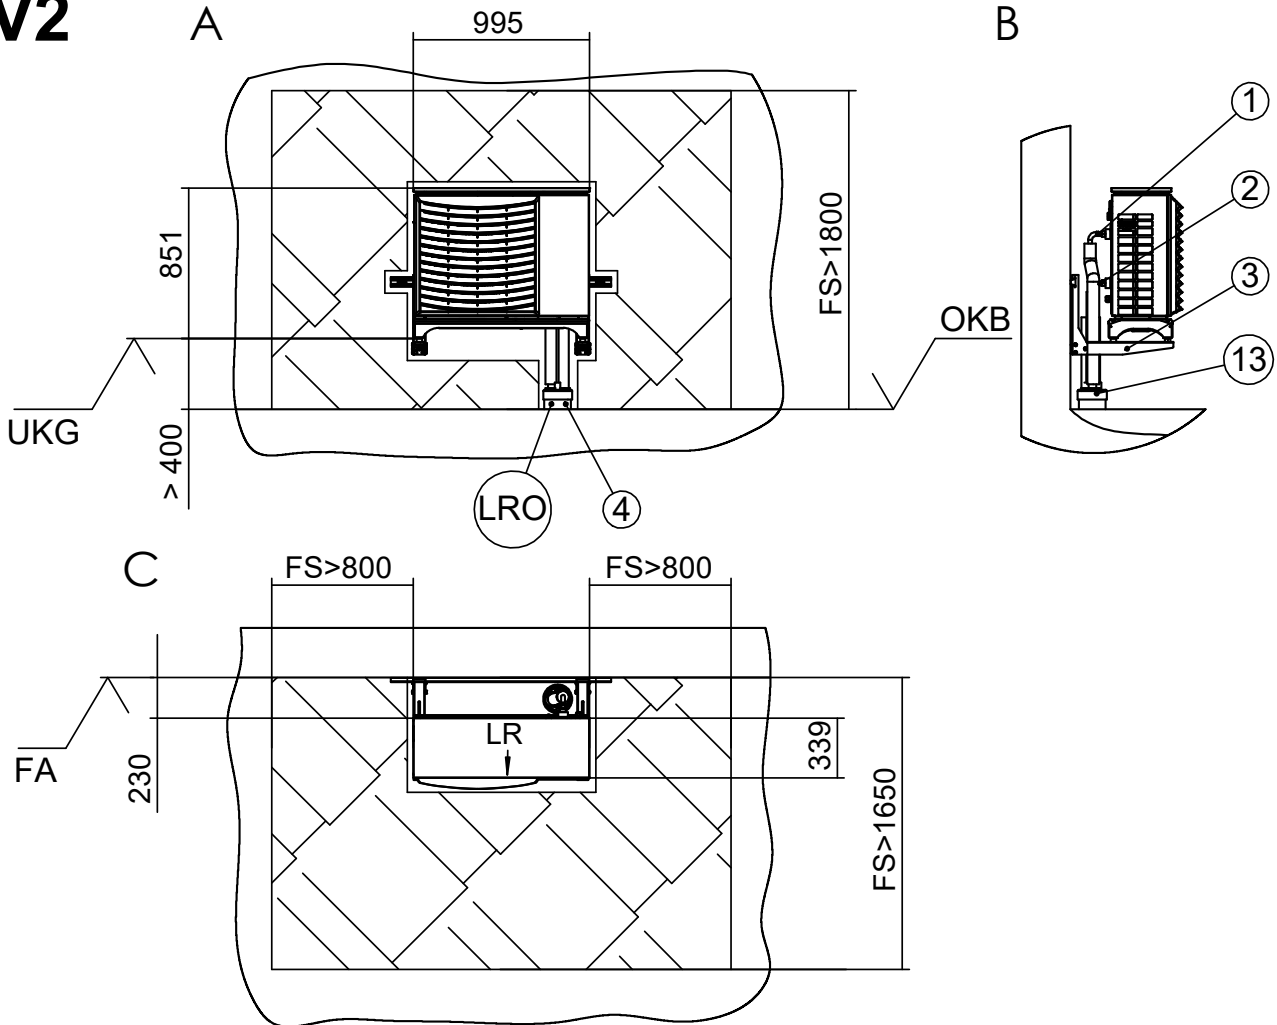 V2
A
995
B
1
2
851
FS>1800
3
OKB
13
UKG
> 400
LRO
4
C
FS>800
FS>800
LR
FA
230
339
FS>1650